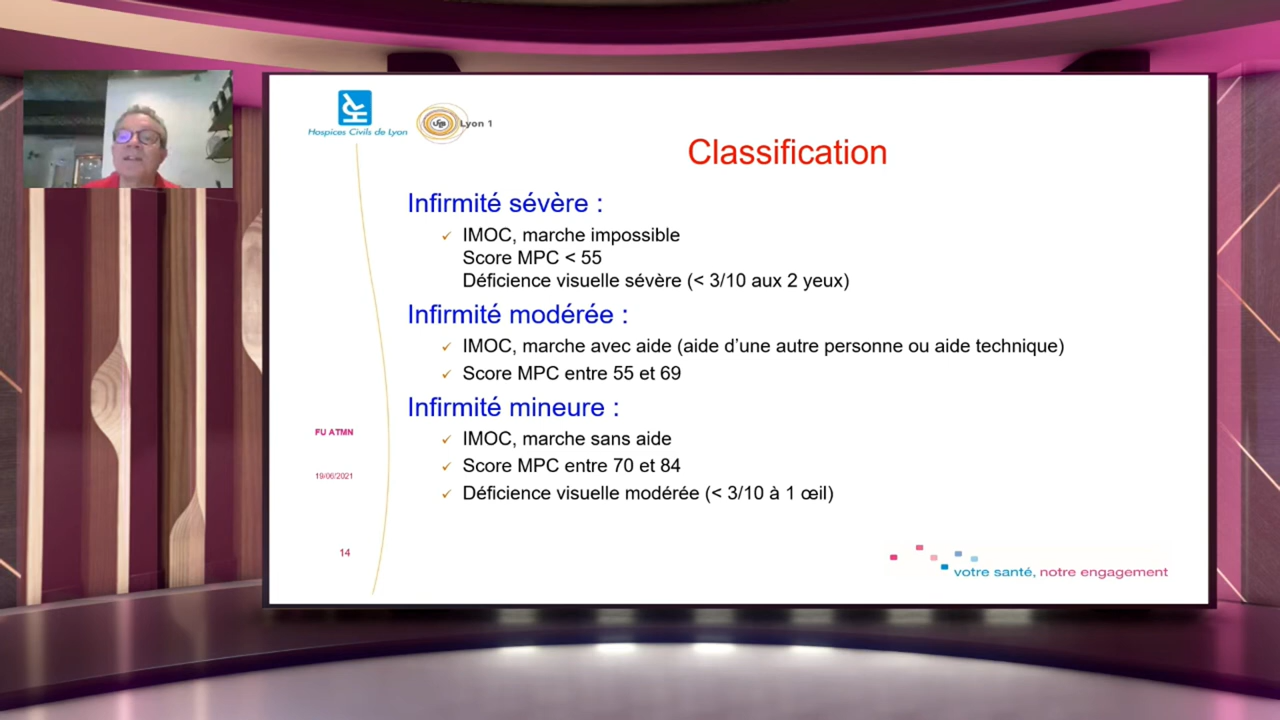 Hospices Civils de Lyon
Lyon 1
Classification
Infirmité sévère :
✓ IMOC, marche impossible
Score MPC < 55
Déficience visuelle sévère (< 3/10 aux 2 yeux)
Infirmité modérée :
✓ IMOC, marche avec aide (aide d’une autre personne ou aide technique)
✓ Score MPC entre 55 et 69
Infirmité mineure :
✓ IMOC, marche sans aide
✓ Score MPC entre 70 et 84
✓ Déficience visuelle modérée (< 3/10 à 1 œil)
FU ATMN
19/06/2021
14
votre santé, notre engagement